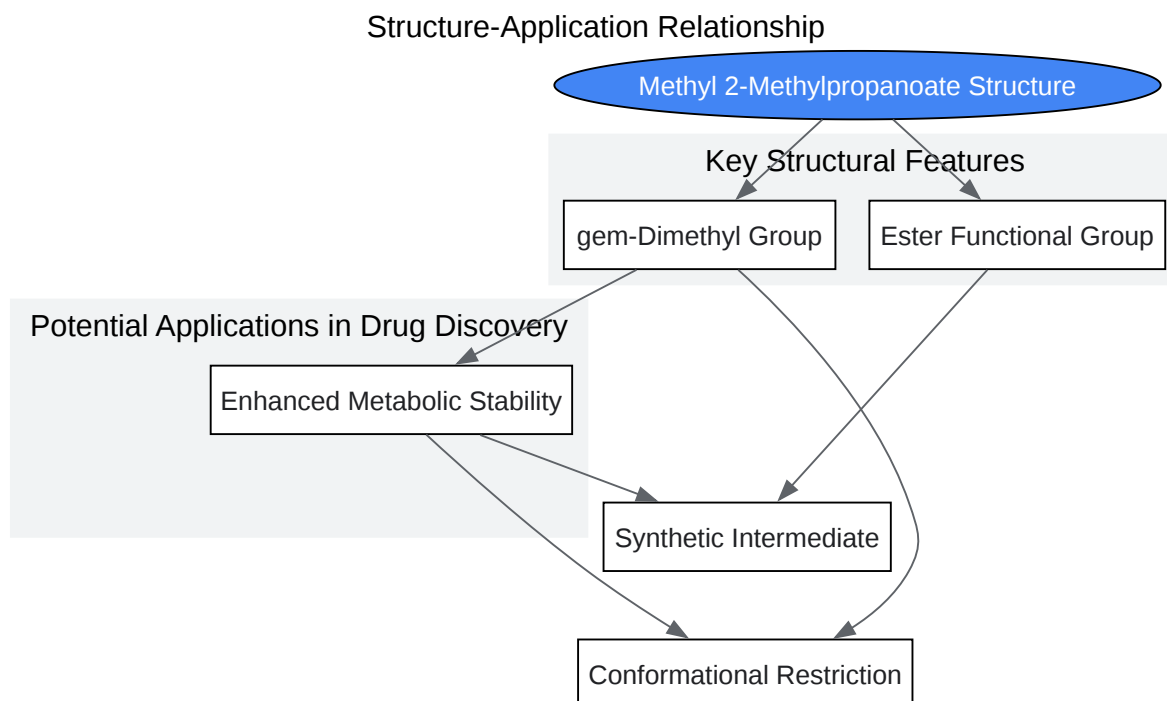 Structure-Application Relationship
Methyl 2-Methylpropanoate Structure
Key Structural Features
gem-Dimethyl Group
Ester Functional Group
Potential Applications in Drug Discovery
Enhanced Metabolic Stability
Synthetic Intermediate
Conformational Restriction